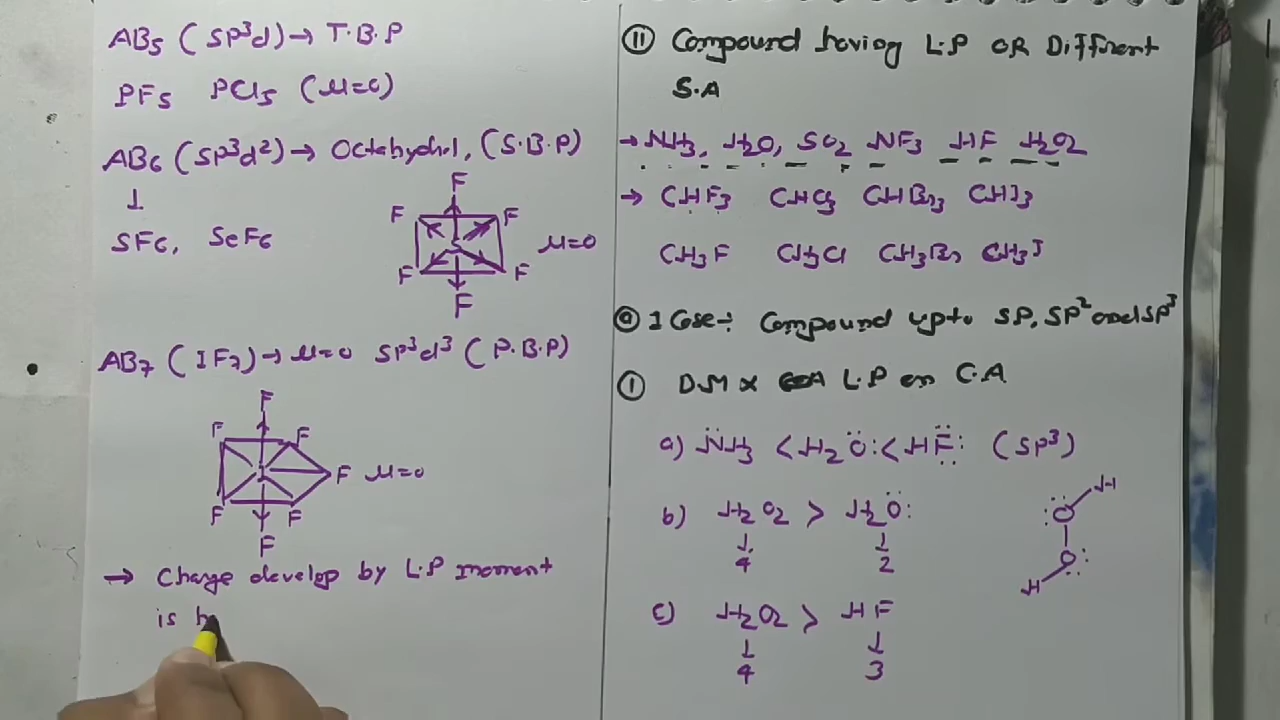 AB5 (SP3d) → T.B.P
PF5 PCl5 (μ=0)
AB6 (SP3d2) → Octahydral, (S.B.P)
↓
SF6, SeF6
F
F F
S μ=0
F F
F
AB7 (IF7) → μ=0 SP3d3 (P.B.P)
F
F F
I F μ=0
F F
F
→ Charge develop by L.P moment
is h
II Compound having L.P OR Different
S.A
→ NH3, H2O, SO2 NF3 HF H2O2
→ CHF3 CHCl3 CHBr3 CHI3
CH3F CH3Cl CH3Br CH3I
I Case :- Compound upto SP, SP2 and SP3
1 D.M ∝ L.P on C.A
a) NH3 < H2O < HF (SP3)
b) H2O2 > H2O
↓ ↓
4 2
H
O
O
H
c) H2O2 > HF
↓ ↓
4 3